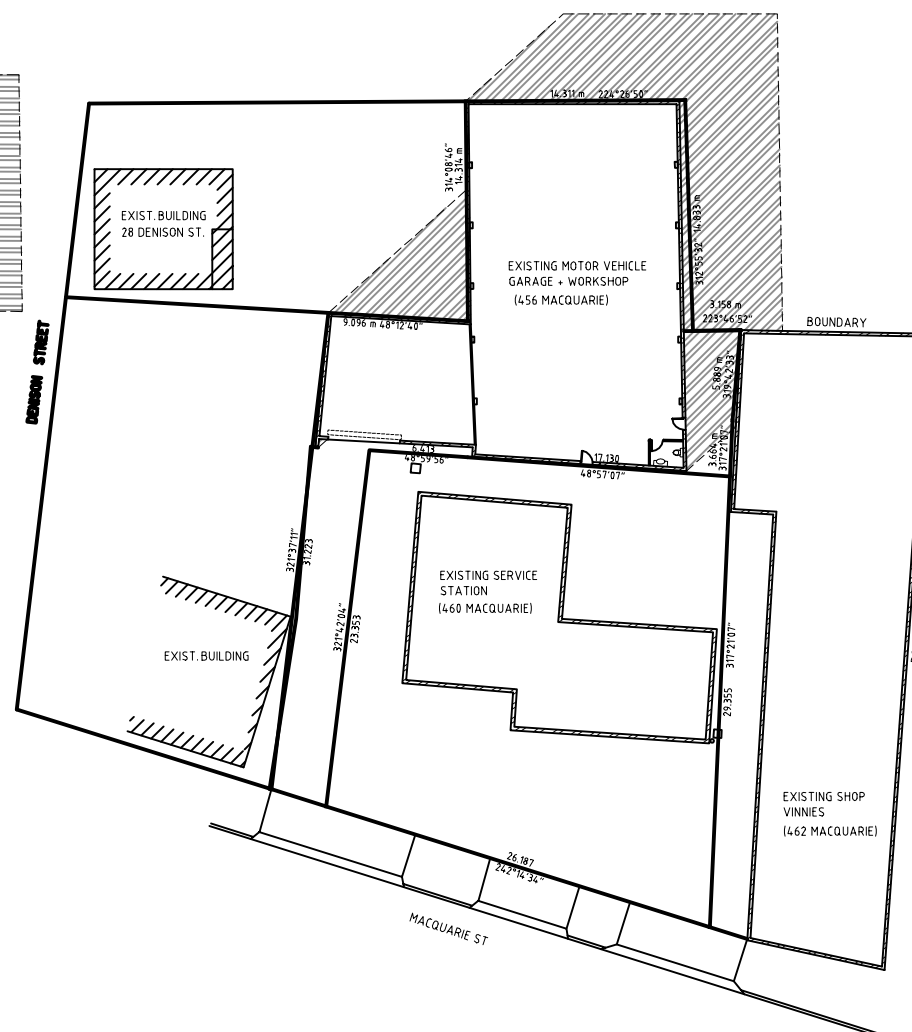 14.311 m 224°26'50"
314°08'46"
14.314 m
EXIST. BUILDING
28 DENISON ST.
EXISTING MOTOR VEHICLE
GARAGE + WORKSHOP
(456 MACQUARIE)
312°55'32" 14.833 m
3.158 m
223°46'52"
BOUNDARY
9.096 m 48°12'40"
DENISON STREET
5.889 m
319°42'33"
3.664 m
317°21'07"
6.413
48°59'56
17.130
48°57'07"
321°37'11"
31.223
EXISTING SERVICE
STATION
(460 MACQUARIE)
321°42'04"
23.353
EXIST. BUILDING
317°21'07"
29.355
EXISTING SHOP
VINNIES
(462 MACQUARIE)
26.187
242°14'34"
MACQUARIE ST